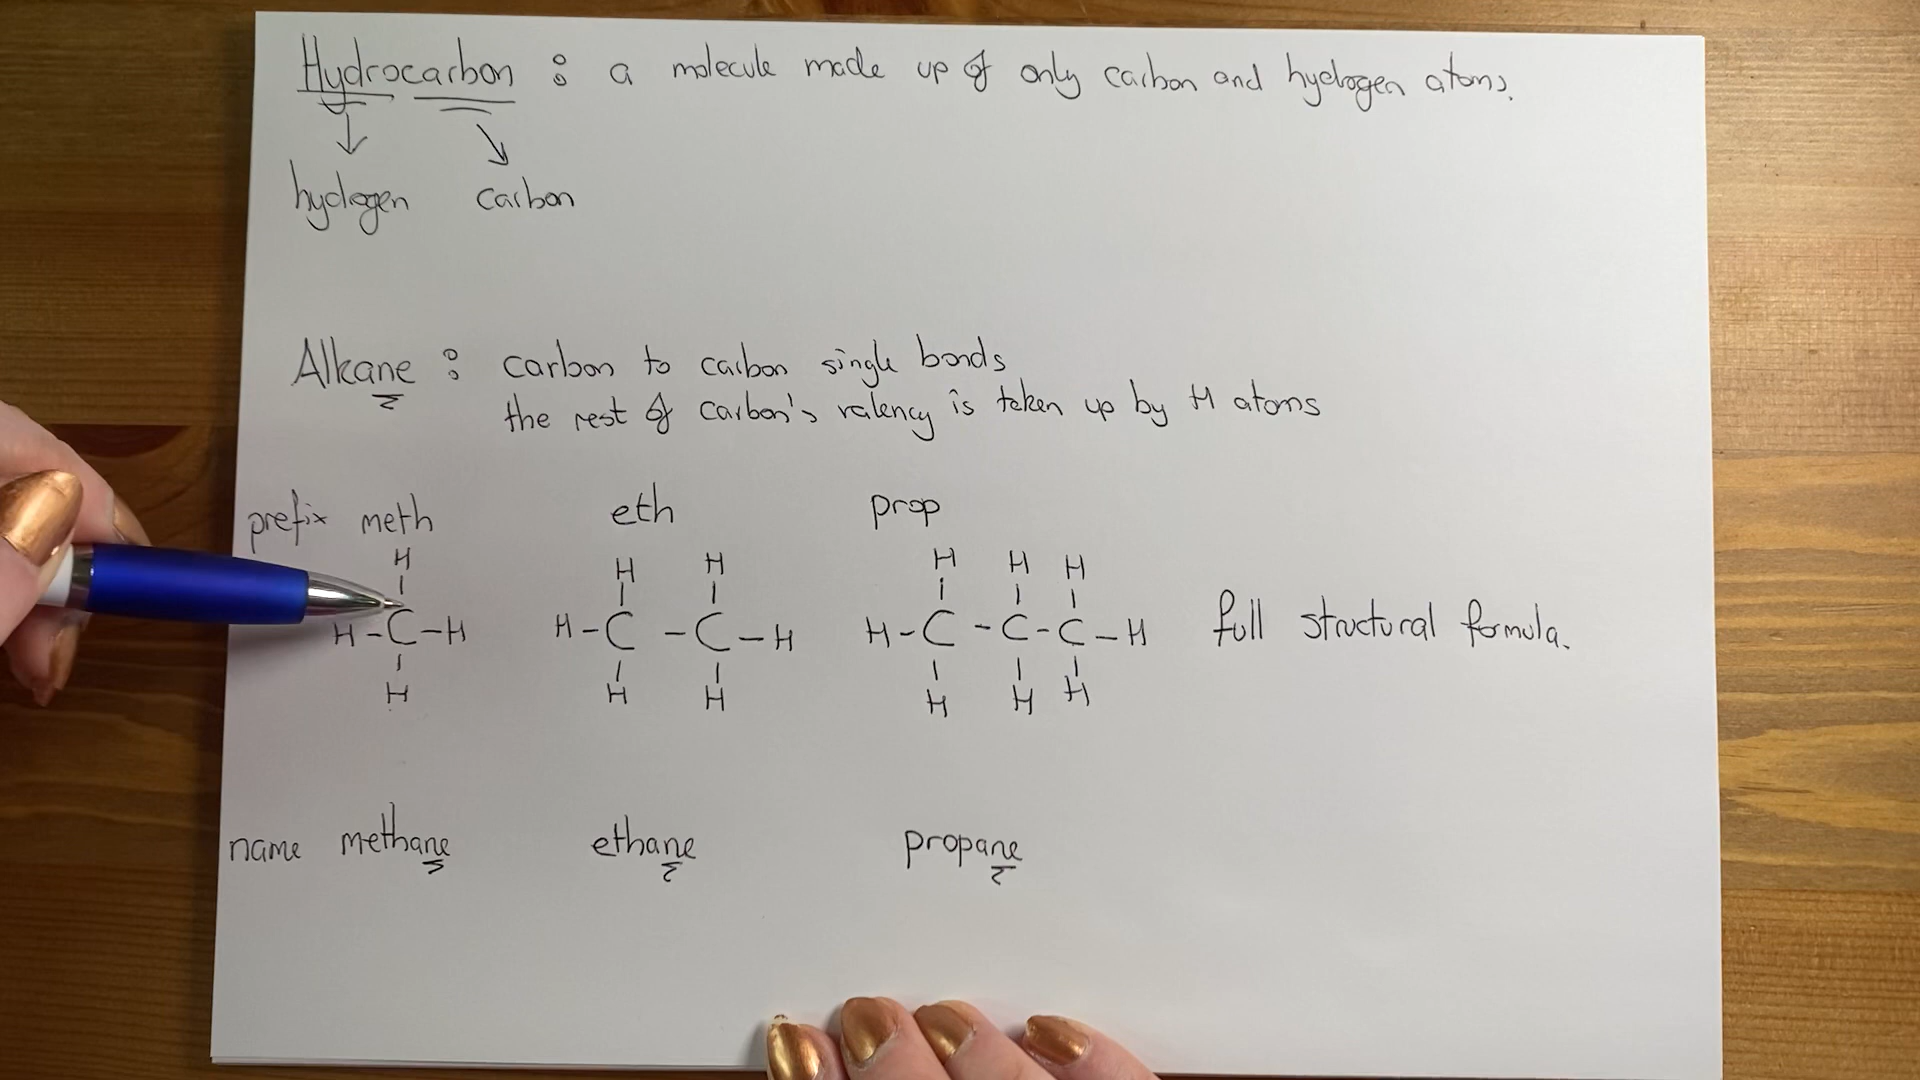 Hydrocarbon : a molecule made up of only carbon and hydrogen atoms.
hydogen carbon
Alkane : carbon to carbon single bonds
the rest of carbon's valency is taken up by H atoms
prefix meth eth prop
H H H H H H
H-C-H H-C-C-H H-C-C-C-H full structural formula.
H H H H H H
name methane ethane propane